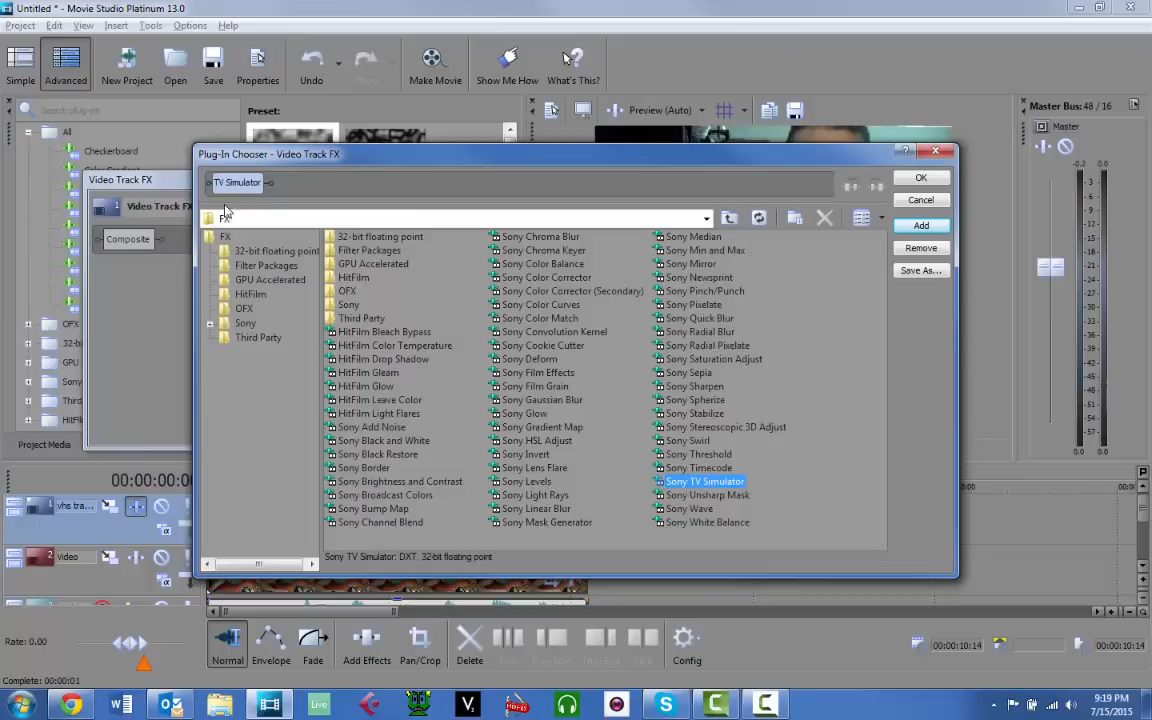 Untitled * - Movie Studio Platinum 13.0
Project Edit View Insert Tools Options Help
Simple Advanced New Project Open Save Properties Undo Make Movie Show Me How What's This?
Search plug-ins
Preset:
Preview (Auto)
Master Bus: 48 / 16
All
Checkerboard
Master
Video Track FX
Plug-In Chooser - Video Track FX
TV Simulator
OK
Cancel
Add
Remove
Save As...
FX
1 Video Track FX
Composite
FX
32-bit floating point
Filter Packages
GPU Accelerated
HitFilm
OFX
Sony
Third Party
32-bit floating point
Filter Packages
GPU Accelerated
HitFilm
OFX
Sony
Third Party
HitFilm Bleach Bypass
HitFilm Color Temperature
HitFilm Drop Shadow
HitFilm Gleam
HitFilm Glow
HitFilm Leave Color
HitFilm Light Flares
Sony Add Noise
Sony Black and White
Sony Black Restore
Sony Border
Sony Brightness and Contrast
Sony Broadcast Colors
Sony Bump Map
Sony Channel Blend
Sony Chroma Blur
Sony Chroma Keyer
Sony Color Balance
Sony Color Corrector
Sony Color Corrector (Secondary)
Sony Color Curves
Sony Color Match
Sony Convolution Kernel
Sony Cookie Cutter
Sony Deform
Sony Film Effects
Sony Film Grain
Sony Gaussian Blur
Sony Glow
Sony Gradient Map
Sony HSL Adjust
Sony Invert
Sony Lens Flare
Sony Levels
Sony Light Rays
Sony Linear Blur
Sony Mask Generator
Sony Median
Sony Min and Max
Sony Mirror
Sony Newsprint
Sony Pinch/Punch
Sony Pixelate
Sony Quick Blur
Sony Radial Blur
Sony Radial Pixelate
Sony Saturation Adjust
Sony Sepia
Sony Sharpen
Sony Spherize
Sony Stabilize
Sony Stereoscopic 3D Adjust
Sony Swirl
Sony Threshold
Sony Timecode
Sony TV Simulator
Sony Unsharp Mask
Sony Wave
Sony White Balance
Sony TV Simulator: DXT, 32-bit floating point
OFX
32-b
GPU
Sony
Third
HitFil
Project Media
-0.2 0.0
-3-
-6-
-9-
-12-
-15-
-18-
-21-
-24-
-27-
-30-
-33-
-36-
-39-
-42-
-45-
-48-
-51-
-57-
0.0 0.0
00:00:00;00
1 vhs tra...
2 Video
Rate: 0.00
Normal Envelope Fade Add Effects Pan/Crop Delete Config
00:00:10:14 00:00:10:14
Complete: 00:00:01
Live
9:19 PM
7/15/2015